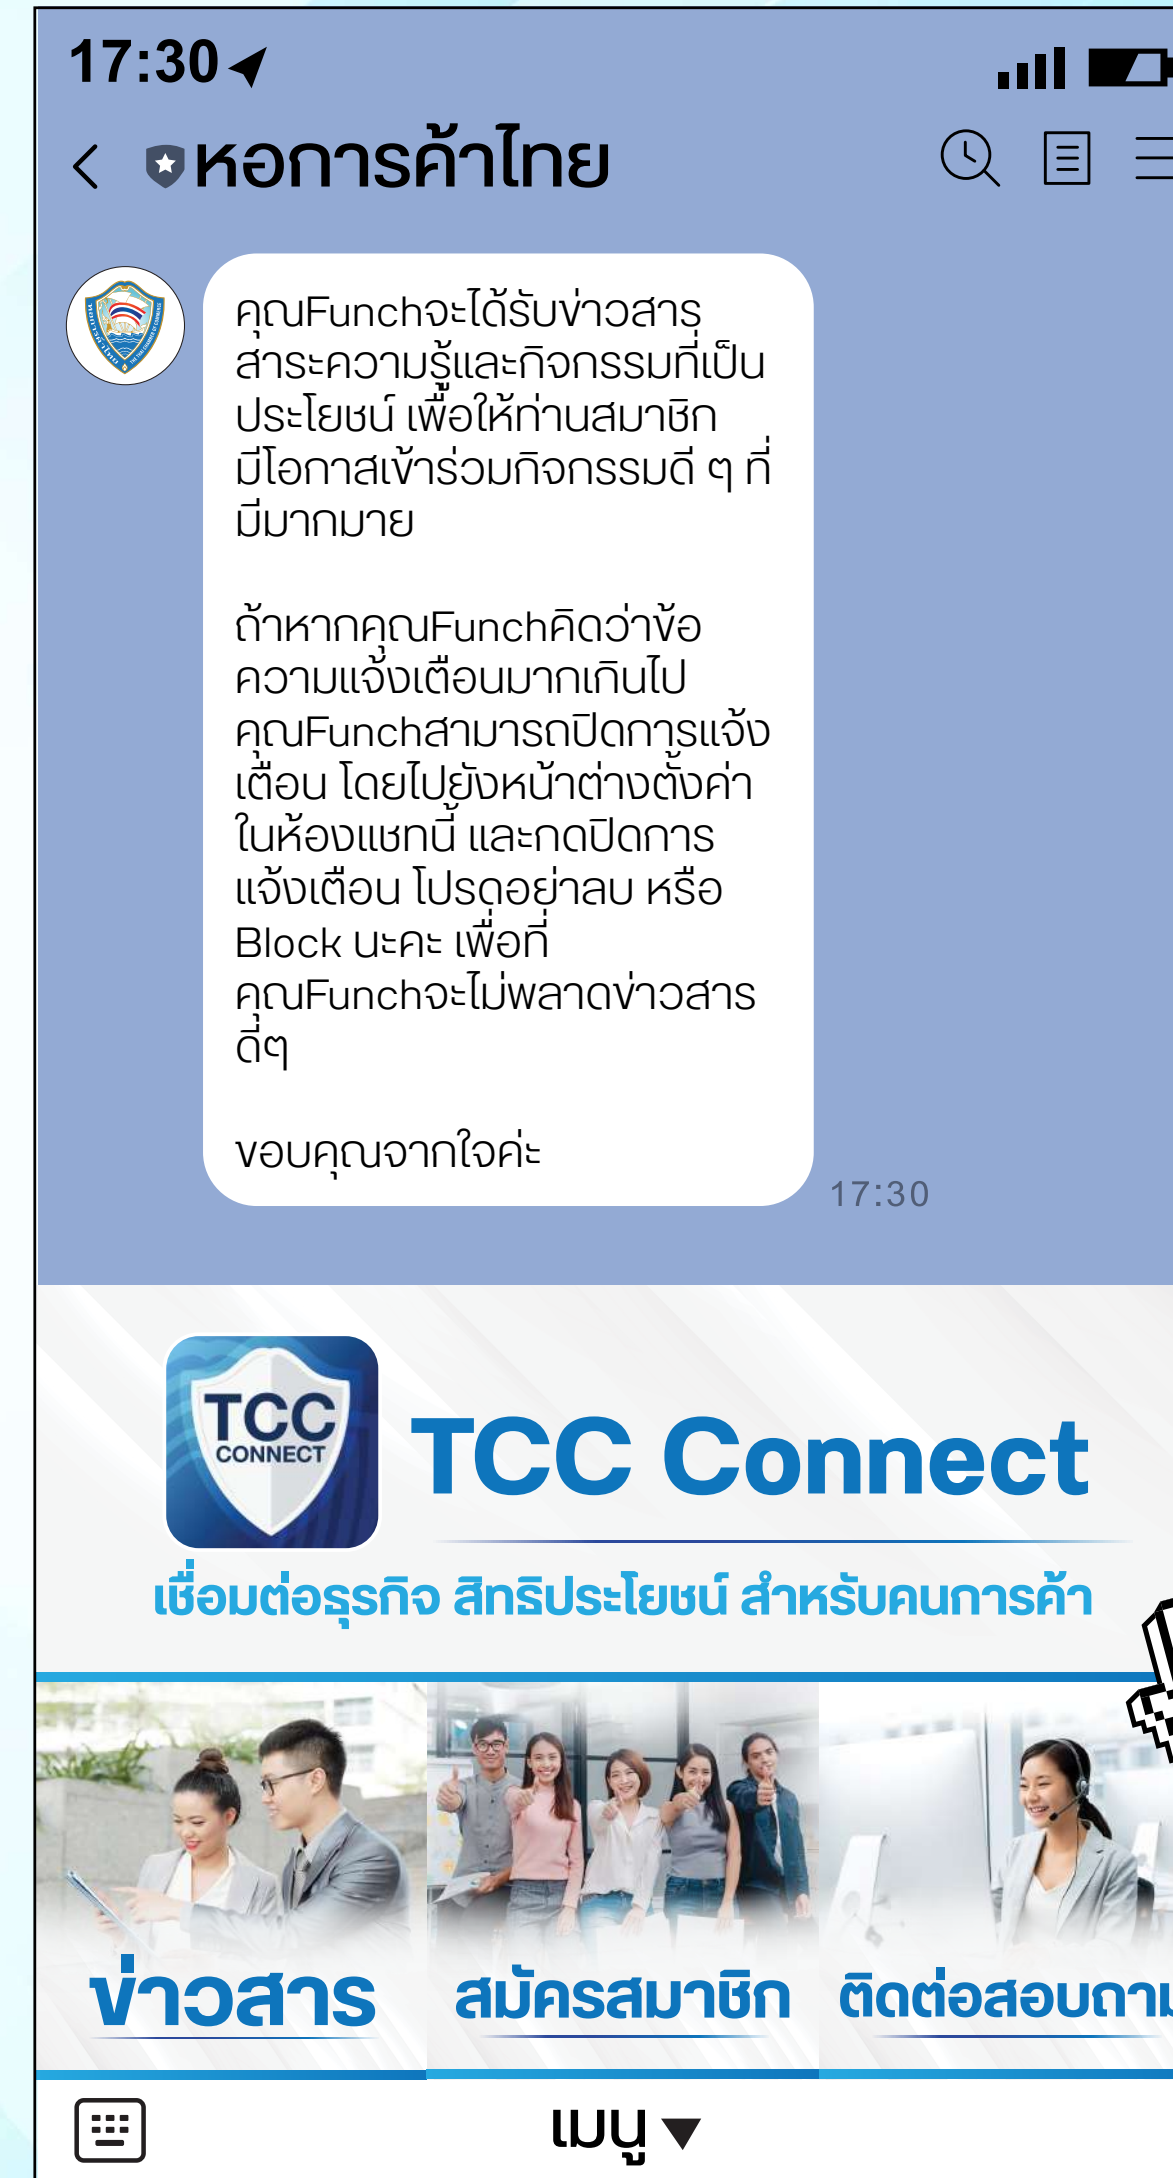 17:30
หอการค้าไทย
คุณFunchจะได้รับข่าวสาร
สาระความรู้และกิจกรรมที่เป็น
ประโยชน์ เพื่อให้ท่านสมาชิก
มีโอกาสเข้าร่วมกิจกรรมดี ๆ ที่
มีมากมาย
ถ้าหากคุณFunchคิดว่าข้อ
ความแจ้งเตือนมากเกินไป
คุณFunchสามารถปิดการแจ้ง
เตือน โดยไปยังหน้าต่างตั้งค่า
ในห้องแชทนี้ และกดปิดการ
แจ้งเตือน โปรดอย่าลบ หรือ
Block นะคะ เพื่อที่
คุณFunchจะไม่พลาดข่าวสาร
ดีๆ
ขอบคุณจากใจค่ะ
17:30
TCC
CONNECT
TCC Connect
เชื่อมต่อธุรกิจ สิทธิประโยชน์ สำหรับคนการค้า
ข่าวสาร
สมัครสมาชิก
ติดต่อสอบถาม
เมนู